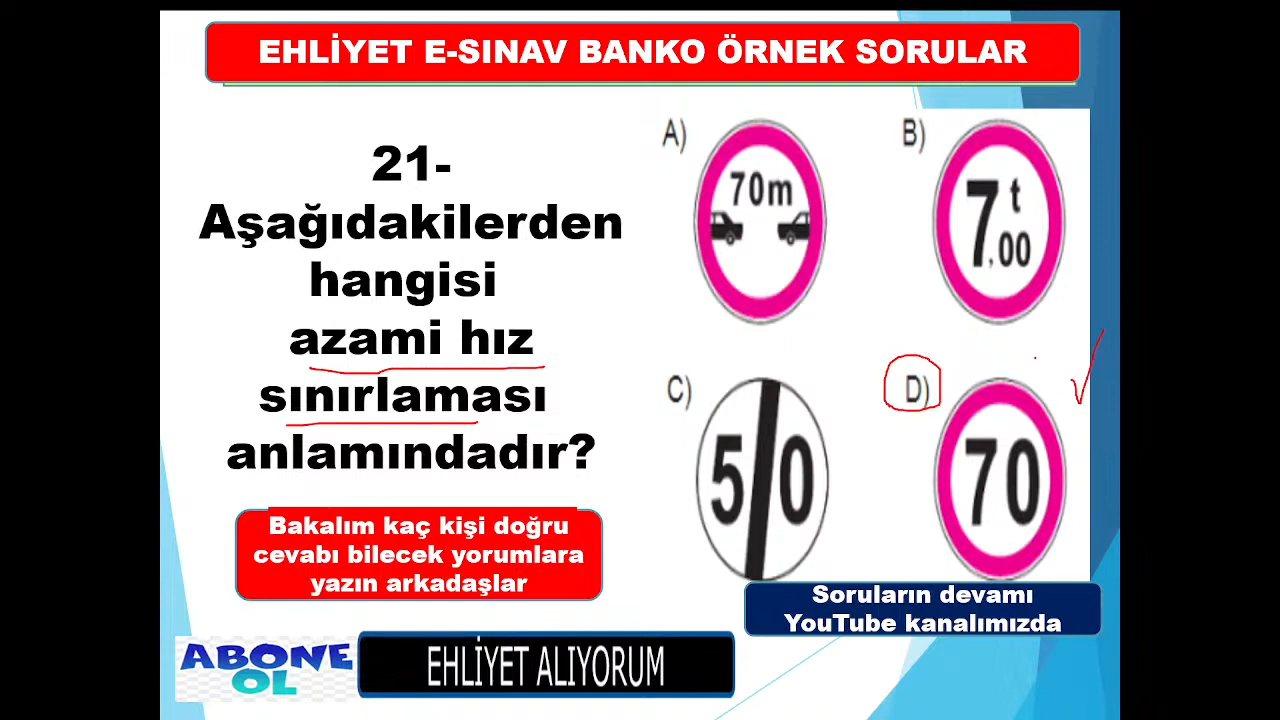 EHLİYET E-SINAV BANKO ÖRNEK SORULAR
21-
Aşağıdakilerden
hangisi
azami hız
sınırlaması
anlamındadır?
A)
70m
B)
7,00 t
C)
50
D)
70
Bakalım kaç kişi doğru
cevabı bilecek yorumlara
yazın arkadaşlar
Soruların devamı
YouTube kanalımızda
ABONE
OL
EHLİYET ALIYORUM